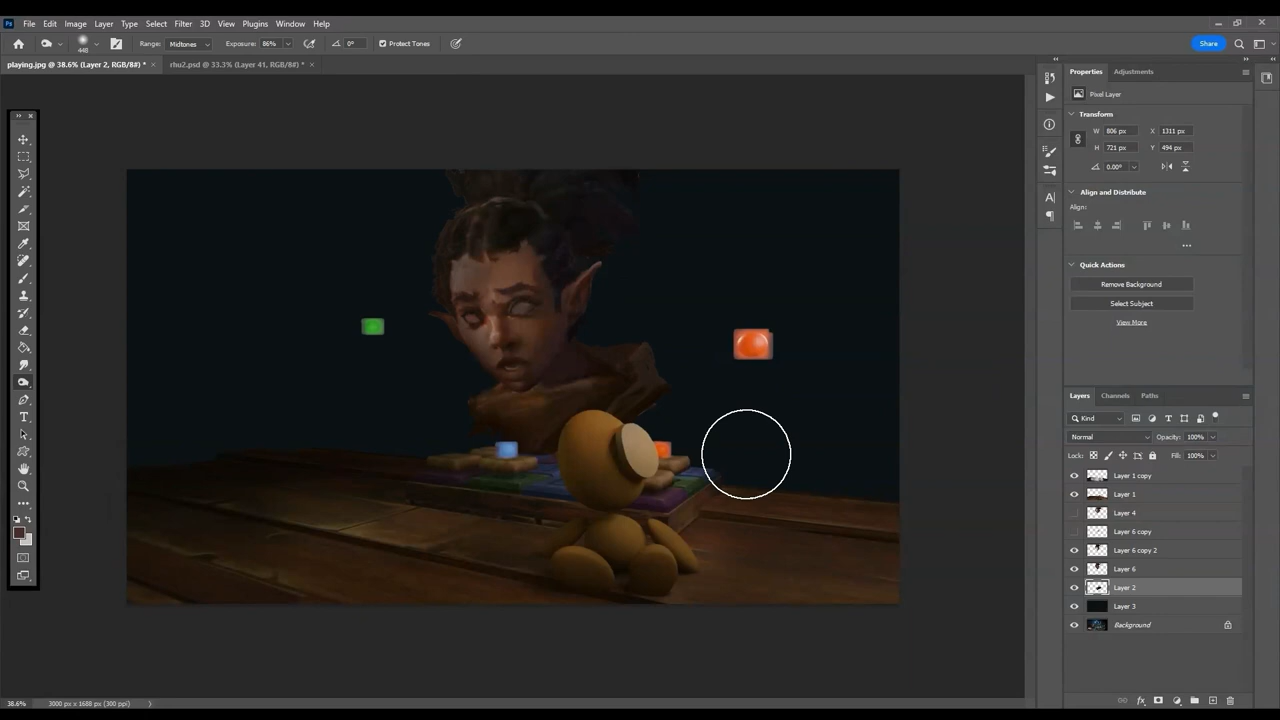 Ps File Edit Image Layer Type Select Filter 3D View Plugins Window Help
448 Range: Midtones Exposure: 86% 0° Protect Tones Share
playing.jpg @ 38.6% (Layer 2, RGB/8#) * × rhu2.psd @ 33.3% (Layer 41, RGB/8#) * ×
Properties Adjustments
Pixel Layer
Transform
W 806 px X 1311 px
H 721 px Y 494 px
0.00°
Align and Distribute
Align:
Quick Actions
Remove Background
Select Subject
View More
Layers Channels Paths
Kind
Normal Opacity: 100%
Lock: Fill: 100%
Layer 1 copy
Layer 1
Layer 4
Layer 6 copy
Layer 6 copy 2
Layer 6
Layer 2
Layer 3
Background
38.6% 3000 px x 1688 px (300 ppi)